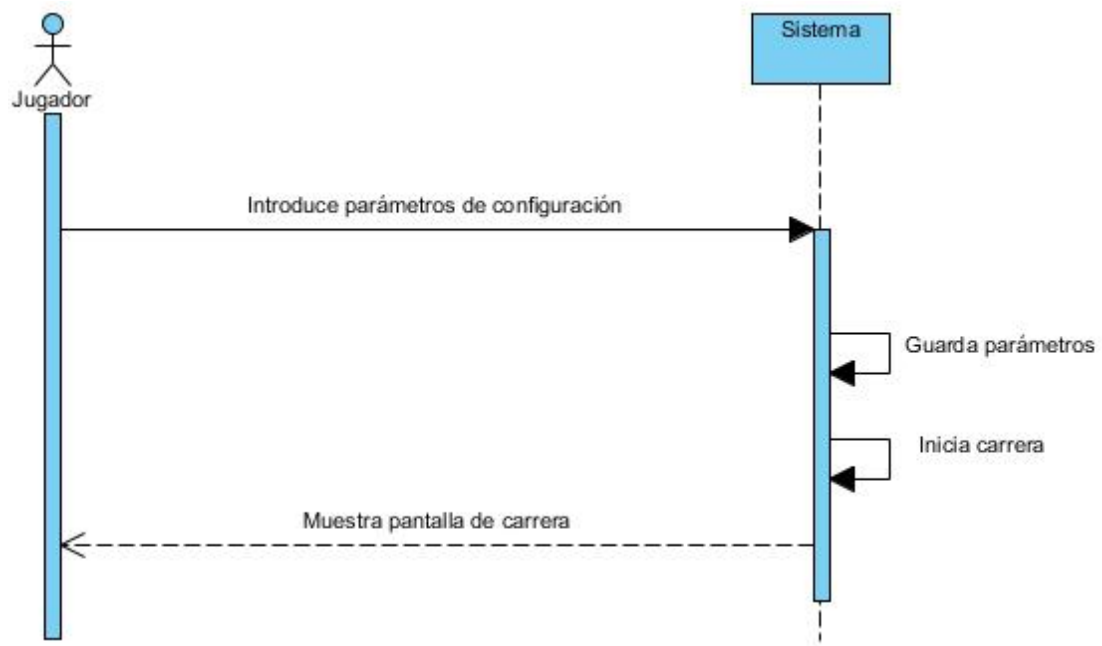 Sistema
Jugador
Introduce parámetros de configuración
Guarda parámetros
Inicia carrera
Muestra pantalla de carrera